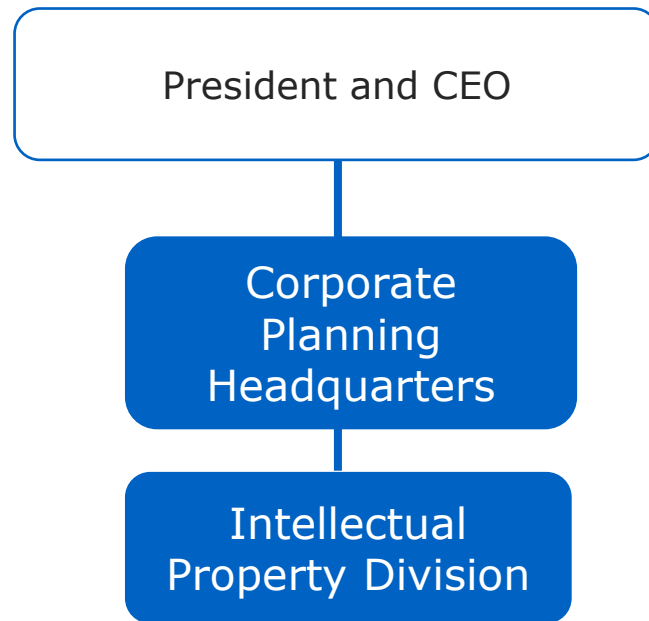 President and CEO
Corporate
Planning
Headquarters
Intellectual
Property Division